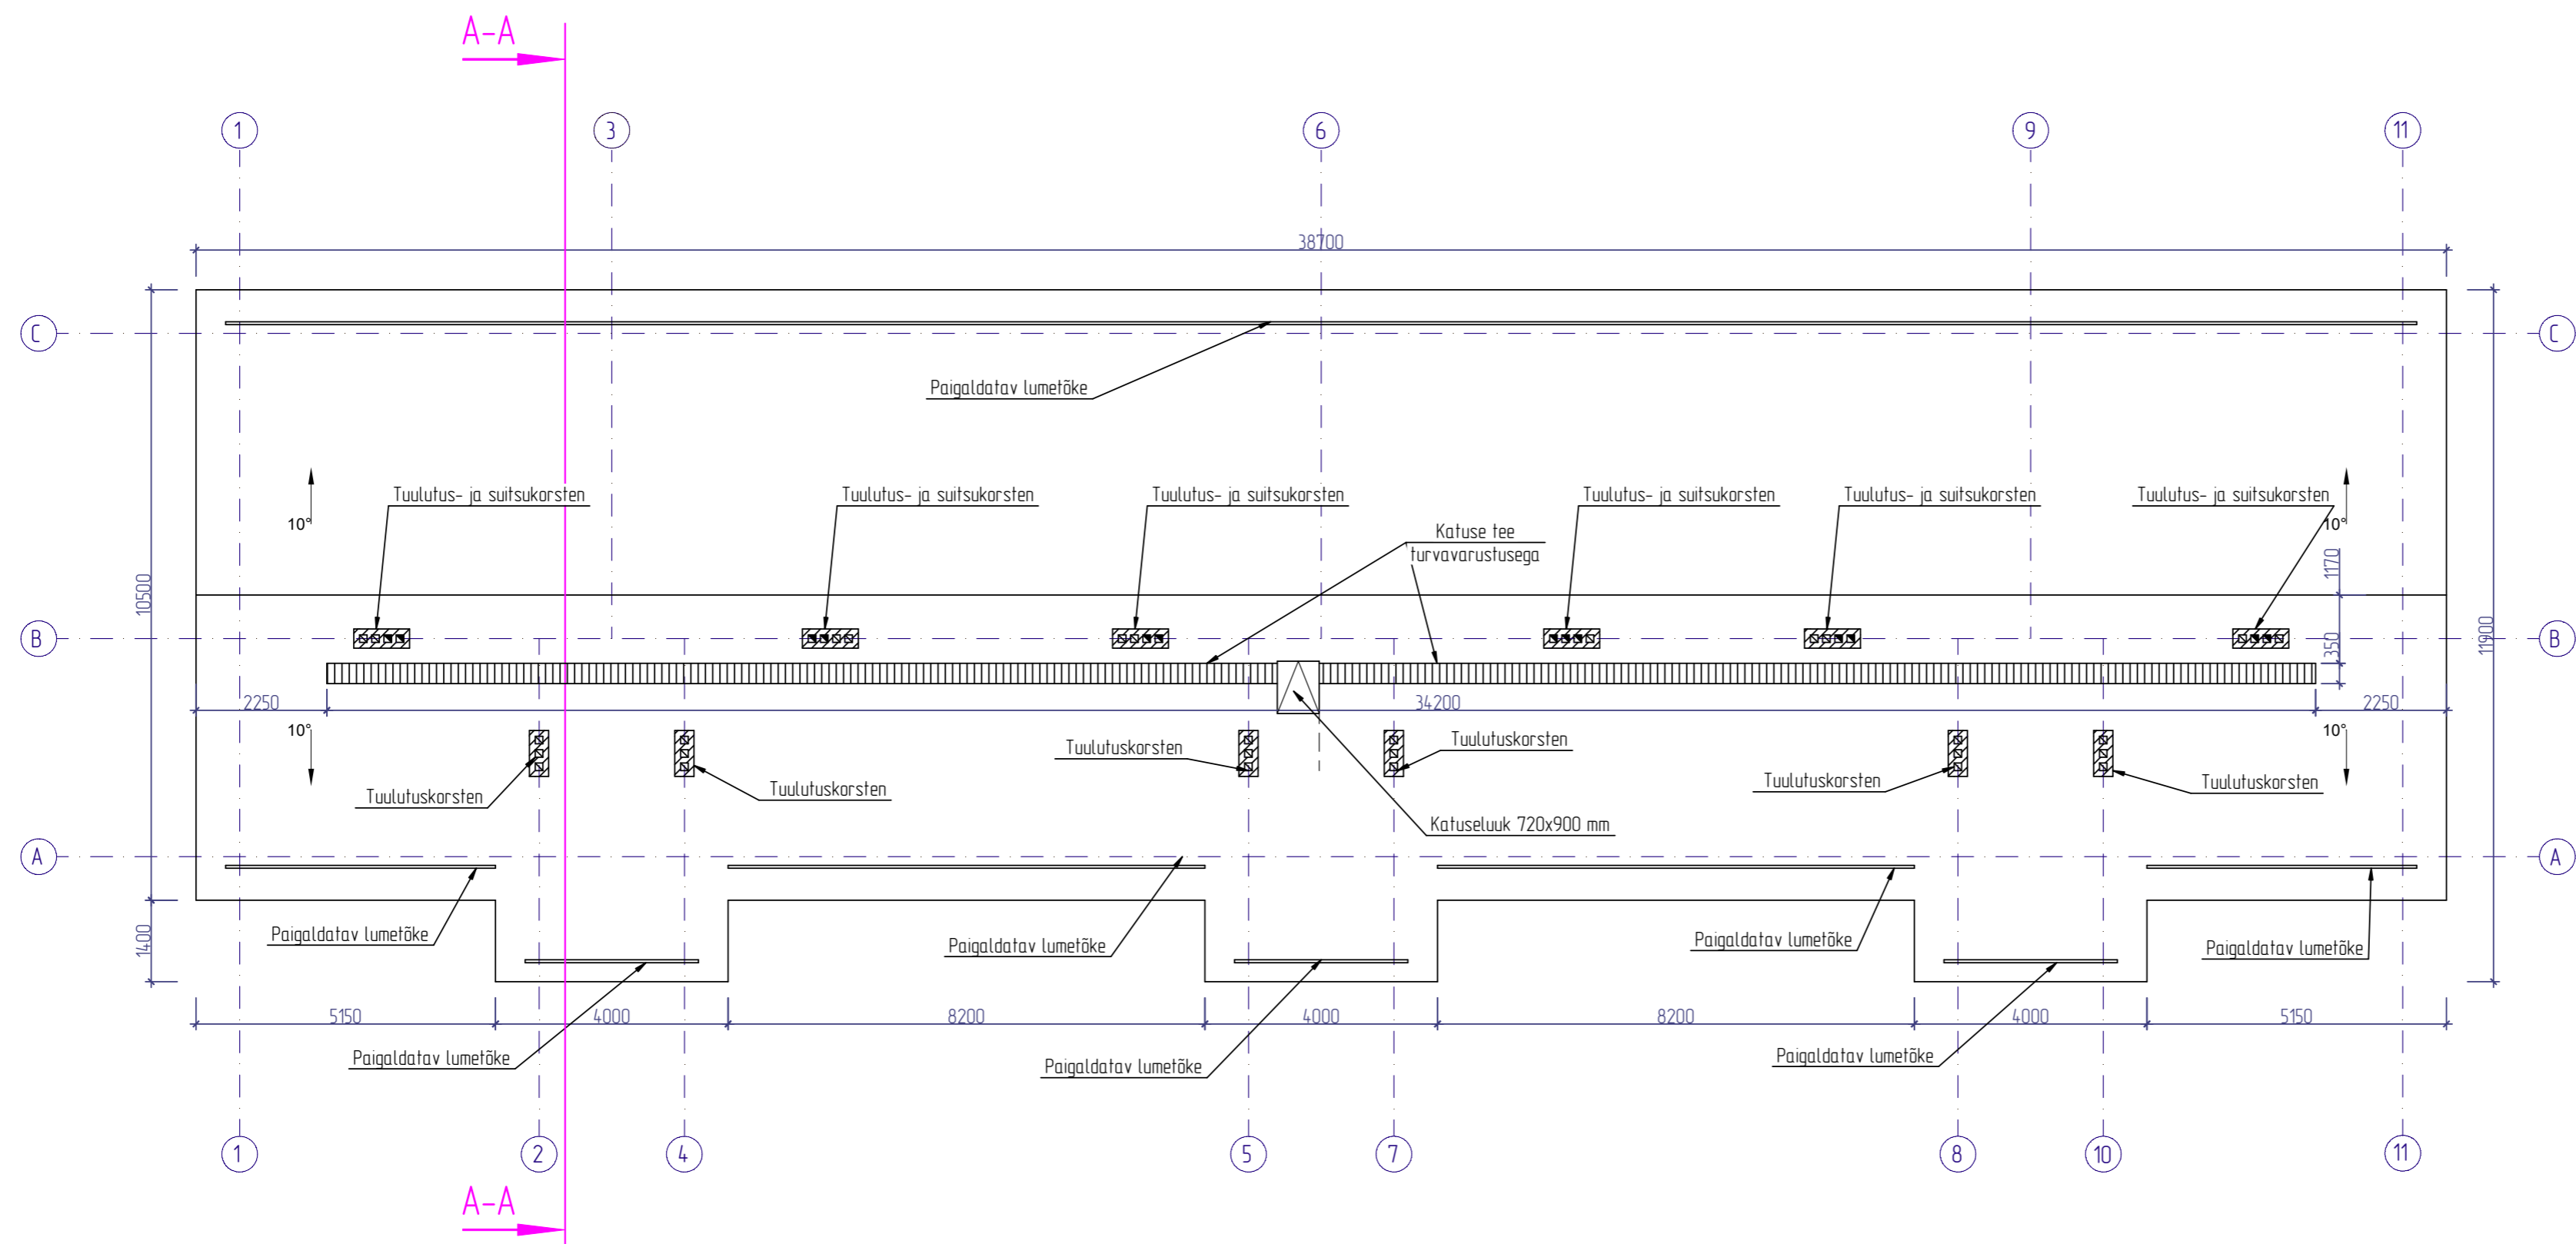 A-A
1
3
6
9
11
38700
C
C
Paigaldatav lumetõke
Tuulutus- ja suitsukorsten
Tuulutus- ja suitsukorsten
Tuulutus- ja suitsukorsten
Tuulutus- ja suitsukorsten
Tuulutus- ja suitsukorsten
Tuulutus- ja suitsukorsten
10°
10°
Katuse tee
turvavarustusega
1170
10500
B
B
350
11900
2250
34200
2250
10°
10°
Tuulutuskorsten
Tuulutuskorsten
Tuulutuskorsten
Tuulutuskorsten
Tuulutuskorsten
Tuulutuskorsten
Katuseluuk 720x900 mm
A
A
1400
Paigaldatav lumetõke
Paigaldatav lumetõke
Paigaldatav lumetõke
Paigaldatav lumetõke
5150
4000
8200
4000
8200
4000
5150
Paigaldatav lumetõke
Paigaldatav lumetõke
Paigaldatav lumetõke
1
2
4
5
7
8
10
11
A-A